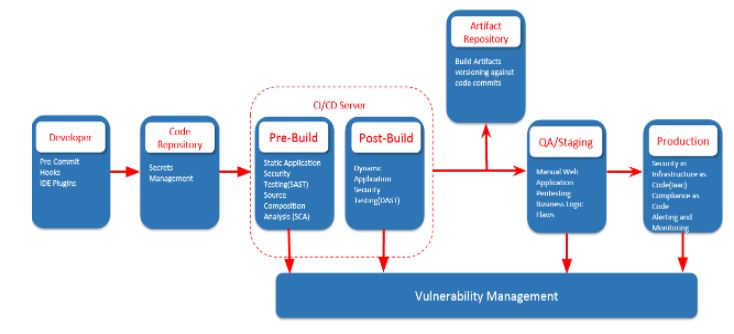 Artifact
Repository
Build Artifacts
versioning against
code commits
CI/CD Server
Developer
Pre Commit
Hooks
IDE Plugins
Code
Repository
Secrets
Management
Pre-Build
Static Application
Security
Testing(SAST)
Source
Composition
Analysis (SCA)
Post-Build
Dynamic
Application
Security
Testing(DAST)
QA/Staging
Manual Web
Application
Pentesting
Business Logic
Flaws
Production
Security in
Infrastructure as
Code(IaaC)
Compliance as
Code
Alerting and
Monitoring
Vulnerability Management